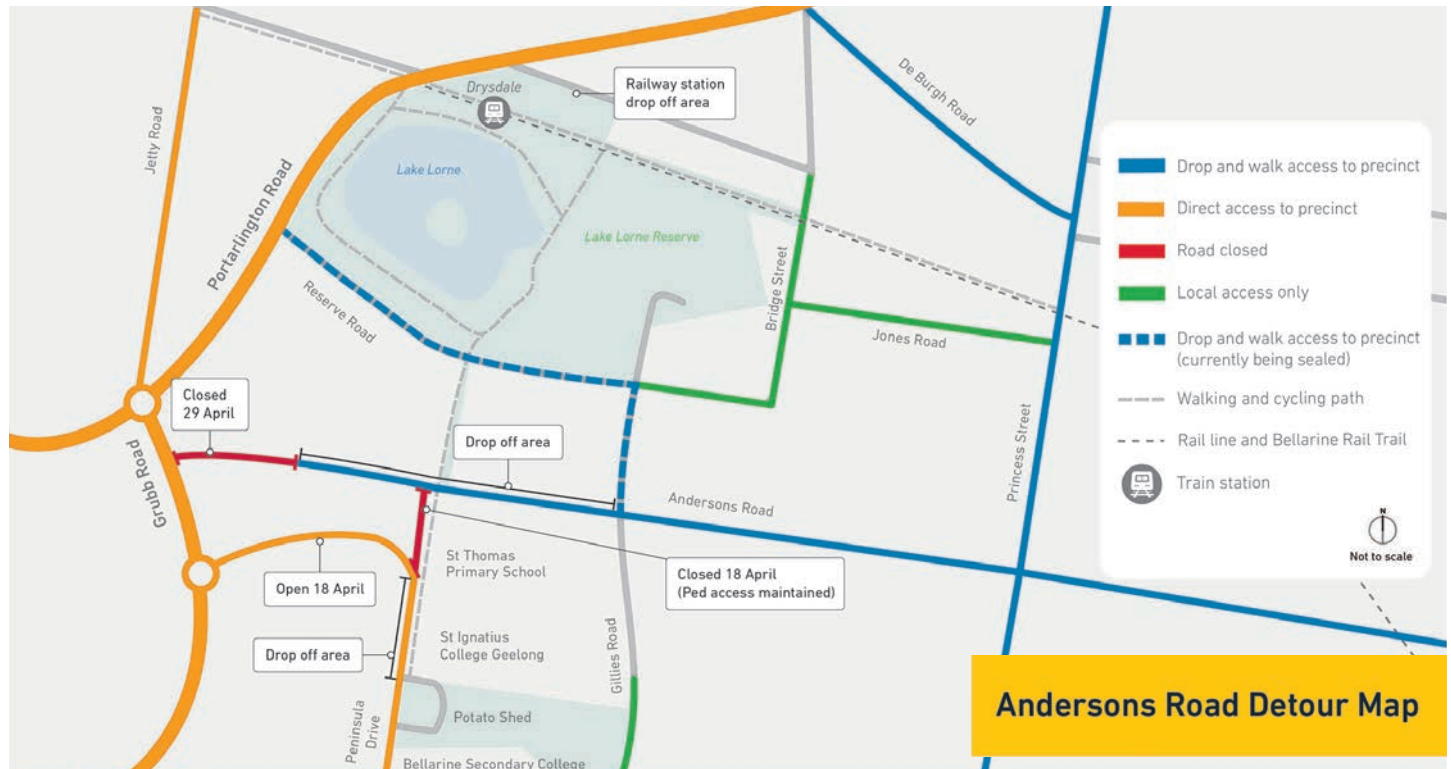 Drysdale
Railway station
drop off area
De Burgh Road
Jetty Road
Portarlington Road
Lake Lorne
Lake Lorne Reserve
Bridge Street
Reserve Road
Jones Road
Princess Street
Closed
29 April
Drop off area
Grubb Road
Andersons Road
St Thomas
Primary School
Open 18 April
Closed 18 April
(Ped access maintained)
St Ignatius
College Geelong
Drop off area
Gillies Road
Peninsula
Drive
Potato Shed
Bellarine Secondary College
Drop and walk access to precinct
Direct access to precinct
Road closed
Local access only
Drop and walk access to precinct
(currently being sealed)
Walking and cycling path
Rail line and Bellarine Rail Trail
Train station
N
Not to scale
Andersons Road Detour Map